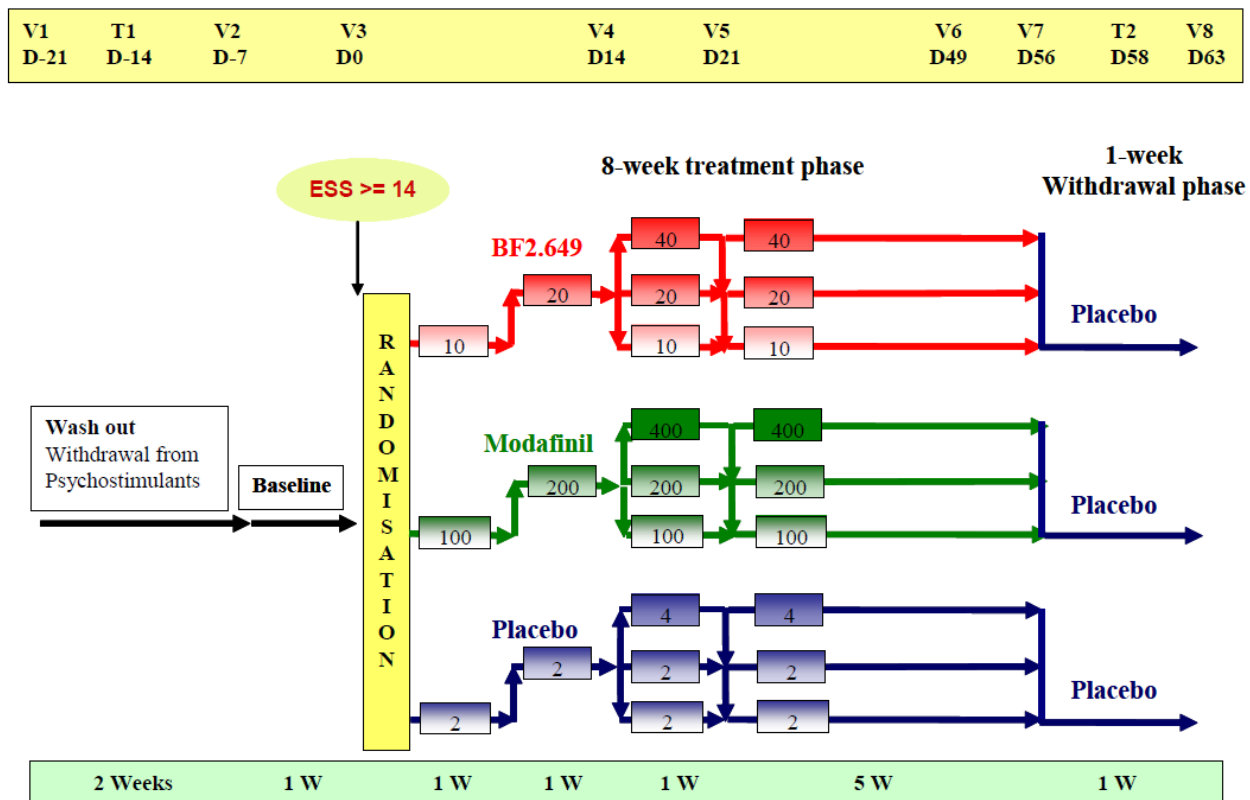 V1 T1 V2 V3 V4 V5 V6 V7 T2 V8
D-21 D-14 D-7 D0 D14 D21 D49 D56 D58 D63
8-week treatment phase
1-week
Withdrawal phase
ESS >= 14
BF2.649
40 40
20
20 20
10
10 10
Placebo
RANDOMISATION
Wash out
Withdrawal from
Psychostimulants
Baseline
Modafinil
400 400
200
200 200
100
100 100
Placebo
Placebo
4 4
2
2 2
2
2 2
Placebo
2 Weeks 1 W 1 W 1 W 1 W 5 W 1 W